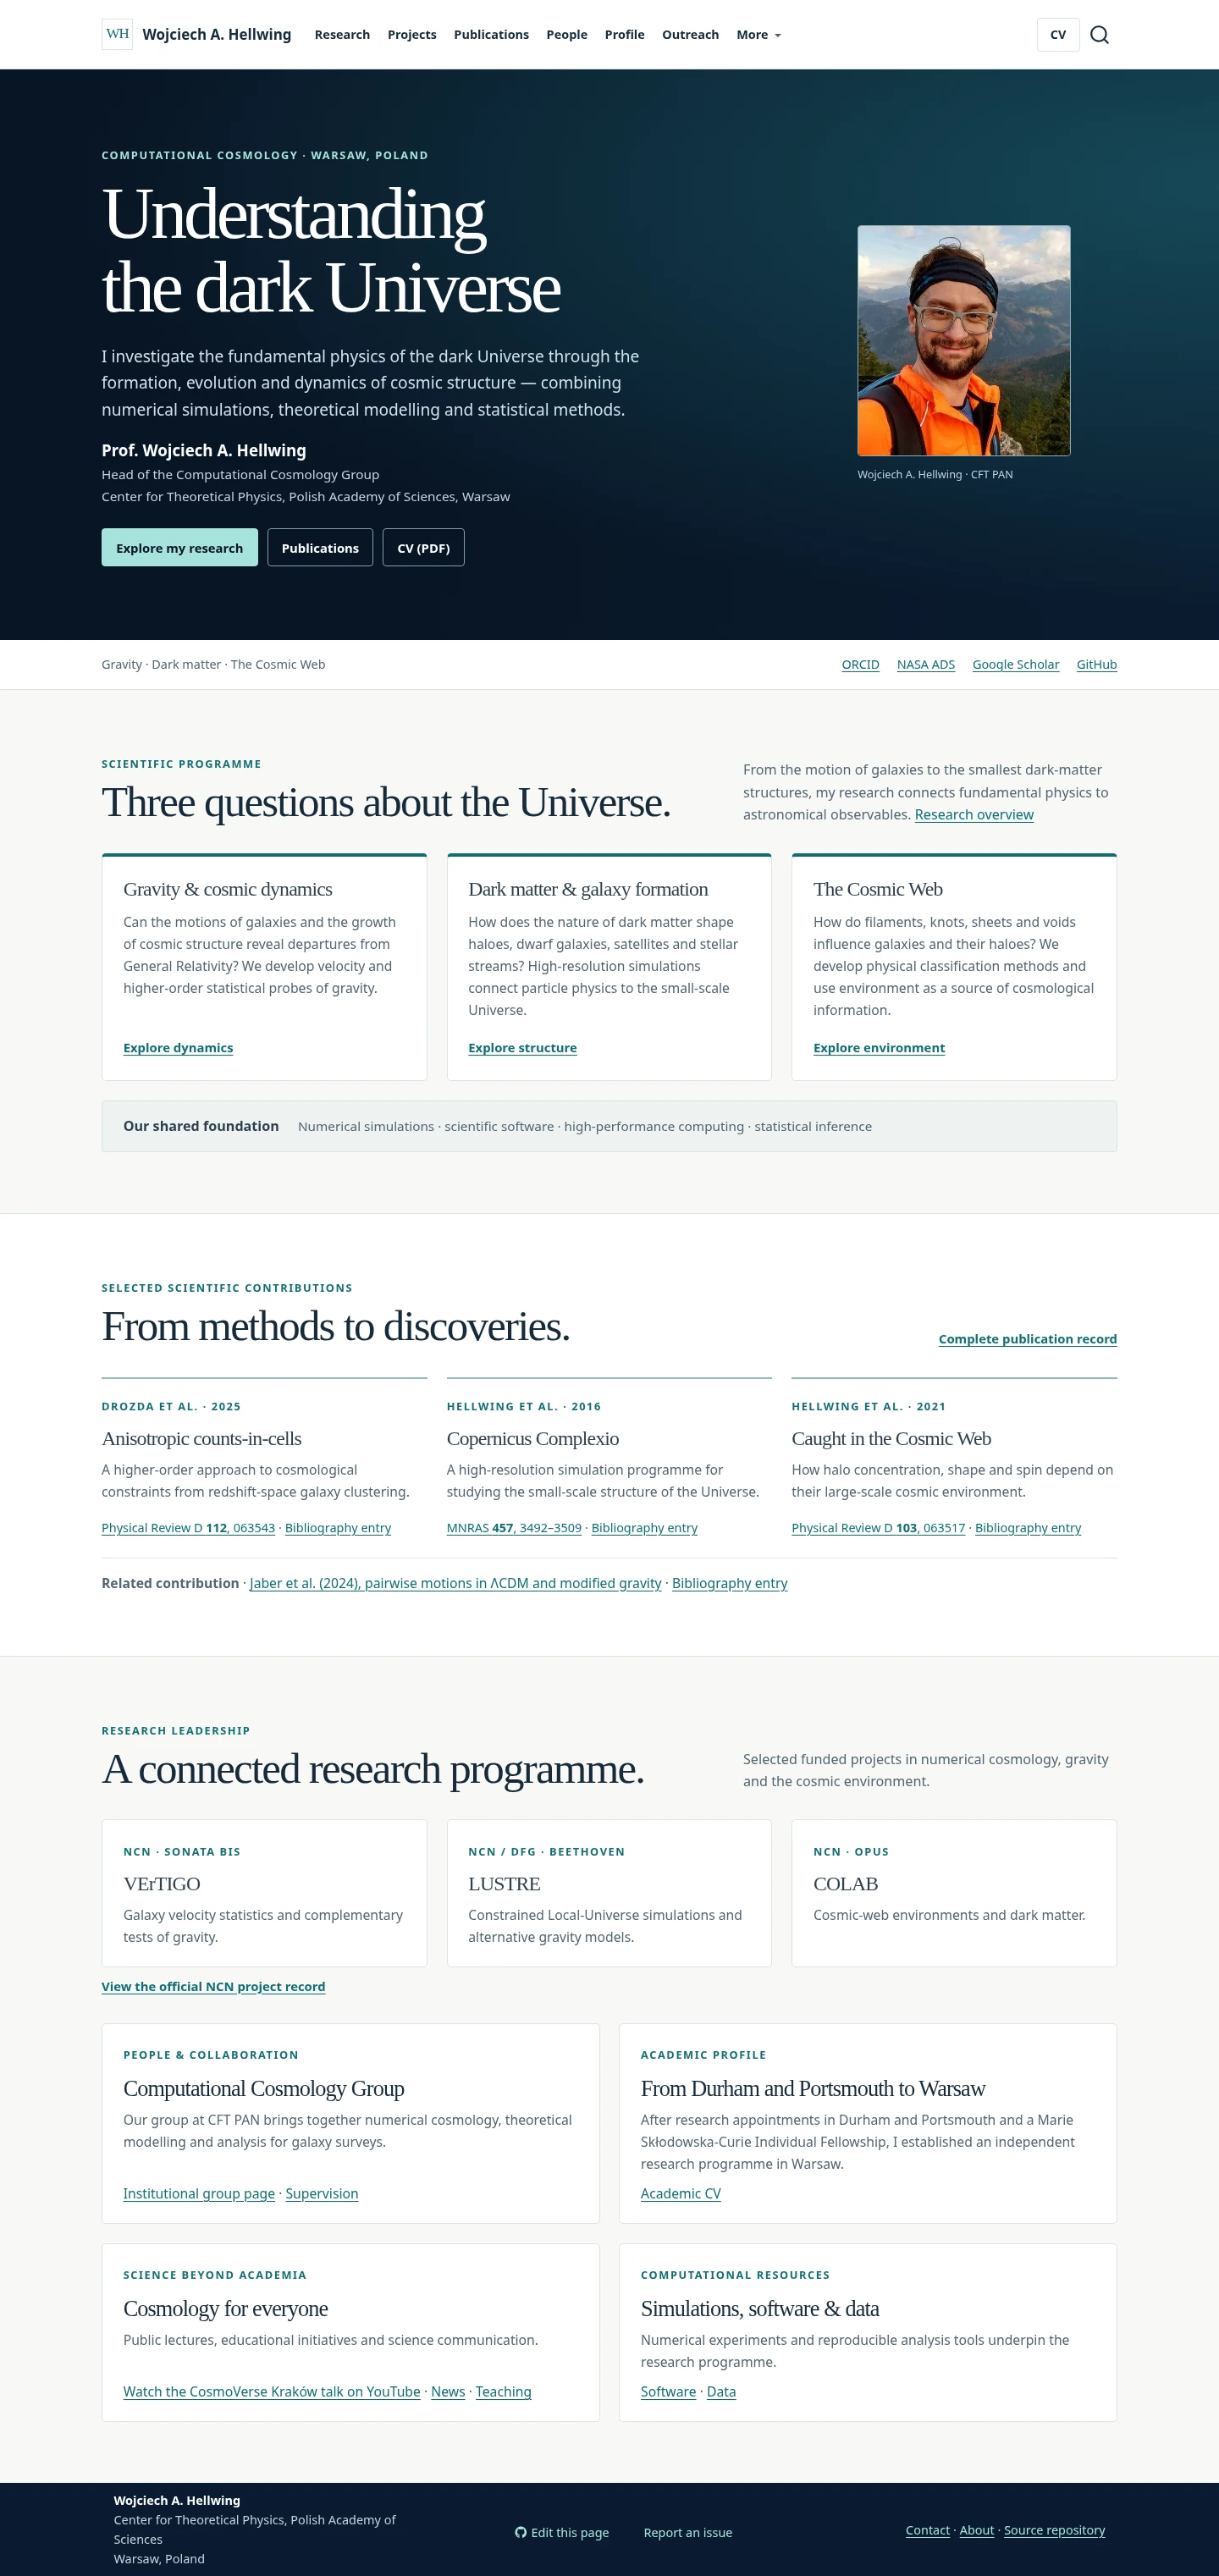 WH Wojciech A. Hellwing Research Projects Publications People Profile Outreach More CV
COMPUTATIONAL COSMOLOGY · WARSAW, POLAND
Understanding
the dark Universe
I investigate the fundamental physics of the dark Universe through the
formation, evolution and dynamics of cosmic structure — combining
numerical simulations, theoretical modelling and statistical methods.
Prof. Wojciech A. Hellwing
Head of the Computational Cosmology Group
Center for Theoretical Physics, Polish Academy of Sciences, Warsaw
Explore my research Publications CV (PDF)
Wojciech A. Hellwing · CFT PAN
Gravity · Dark matter · The Cosmic Web
ORCID NASA ADS Google Scholar GitHub
SCIENTIFIC PROGRAMME
Three questions about the Universe.
From the motion of galaxies to the smallest dark-matter
structures, my research connects fundamental physics to
astronomical observables. Research overview
Gravity & cosmic dynamics
Can the motions of galaxies and the growth
of cosmic structure reveal departures from
General Relativity? We develop velocity and
higher-order statistical probes of gravity.
Explore dynamics
Dark matter & galaxy formation
How does the nature of dark matter shape
haloes, dwarf galaxies, satellites and stellar
streams? High-resolution simulations
connect particle physics to the small-scale
Universe.
Explore structure
The Cosmic Web
How do filaments, knots, sheets and voids
influence galaxies and their haloes? We
develop physical classification methods and
use environment as a source of cosmological
information.
Explore environment
Our shared foundation Numerical simulations · scientific software · high-performance computing · statistical inference
SELECTED SCIENTIFIC CONTRIBUTIONS
From methods to discoveries.
Complete publication record
DROZDA ET AL. · 2025
Anisotropic counts-in-cells
A higher-order approach to cosmological
constraints from redshift-space galaxy clustering.
Physical Review D 112, 063543 · Bibliography entry
HELLWING ET AL. · 2016
Copernicus Complexio
A high-resolution simulation programme for
studying the small-scale structure of the Universe.
MNRAS 457, 3492–3509 · Bibliography entry
HELLWING ET AL. · 2021
Caught in the Cosmic Web
How halo concentration, shape and spin depend on
their large-scale cosmic environment.
Physical Review D 103, 063517 · Bibliography entry
Related contribution · Jaber et al. (2024), pairwise motions in ΛCDM and modified gravity · Bibliography entry
RESEARCH LEADERSHIP
A connected research programme.
Selected funded projects in numerical cosmology, gravity
and the cosmic environment.
NCN · SONATA BIS
VErTIGO
Galaxy velocity statistics and complementary
tests of gravity.
NCN / DFG · BEETHOVEN
LUSTRE
Constrained Local-Universe simulations and
alternative gravity models.
NCN · OPUS
COLAB
Cosmic-web environments and dark matter.
View the official NCN project record
PEOPLE & COLLABORATION
Computational Cosmology Group
Our group at CFT PAN brings together numerical cosmology, theoretical
modelling and analysis for galaxy surveys.
Institutional group page · Supervision
ACADEMIC PROFILE
From Durham and Portsmouth to Warsaw
After research appointments in Durham and Portsmouth and a Marie
Skłodowska-Curie Individual Fellowship, I established an independent
research programme in Warsaw.
Academic CV
SCIENCE BEYOND ACADEMIA
Cosmology for everyone
Public lectures, educational initiatives and science communication.
Watch the CosmoVerse Kraków talk on YouTube · News · Teaching
COMPUTATIONAL RESOURCES
Simulations, software & data
Numerical experiments and reproducible analysis tools underpin the
research programme.
Software · Data
Wojciech A. Hellwing
Center for Theoretical Physics, Polish Academy of
Sciences
Warsaw, Poland
Edit this page Report an issue
Contact · About · Source repository